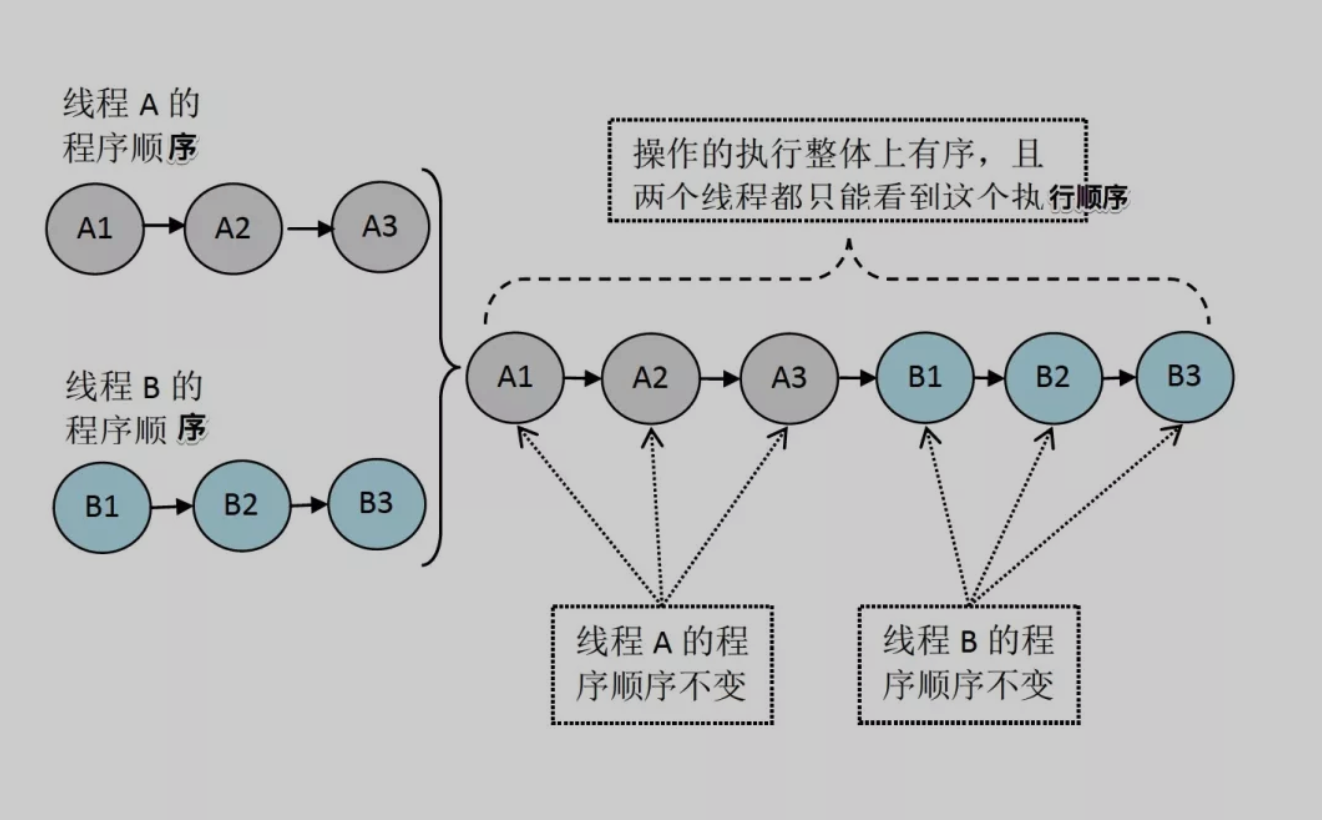 线程 A 的
程序顺序
A1
A2
A3
线程 B 的
程序顺序
B1
B2
B3
操作的执行整体上有序，且
两个线程都只能看到这个执行顺序
A1
A2
A3
B1
B2
B3
线程 A 的程
序顺序不变
线程 B 的程
序顺序不变